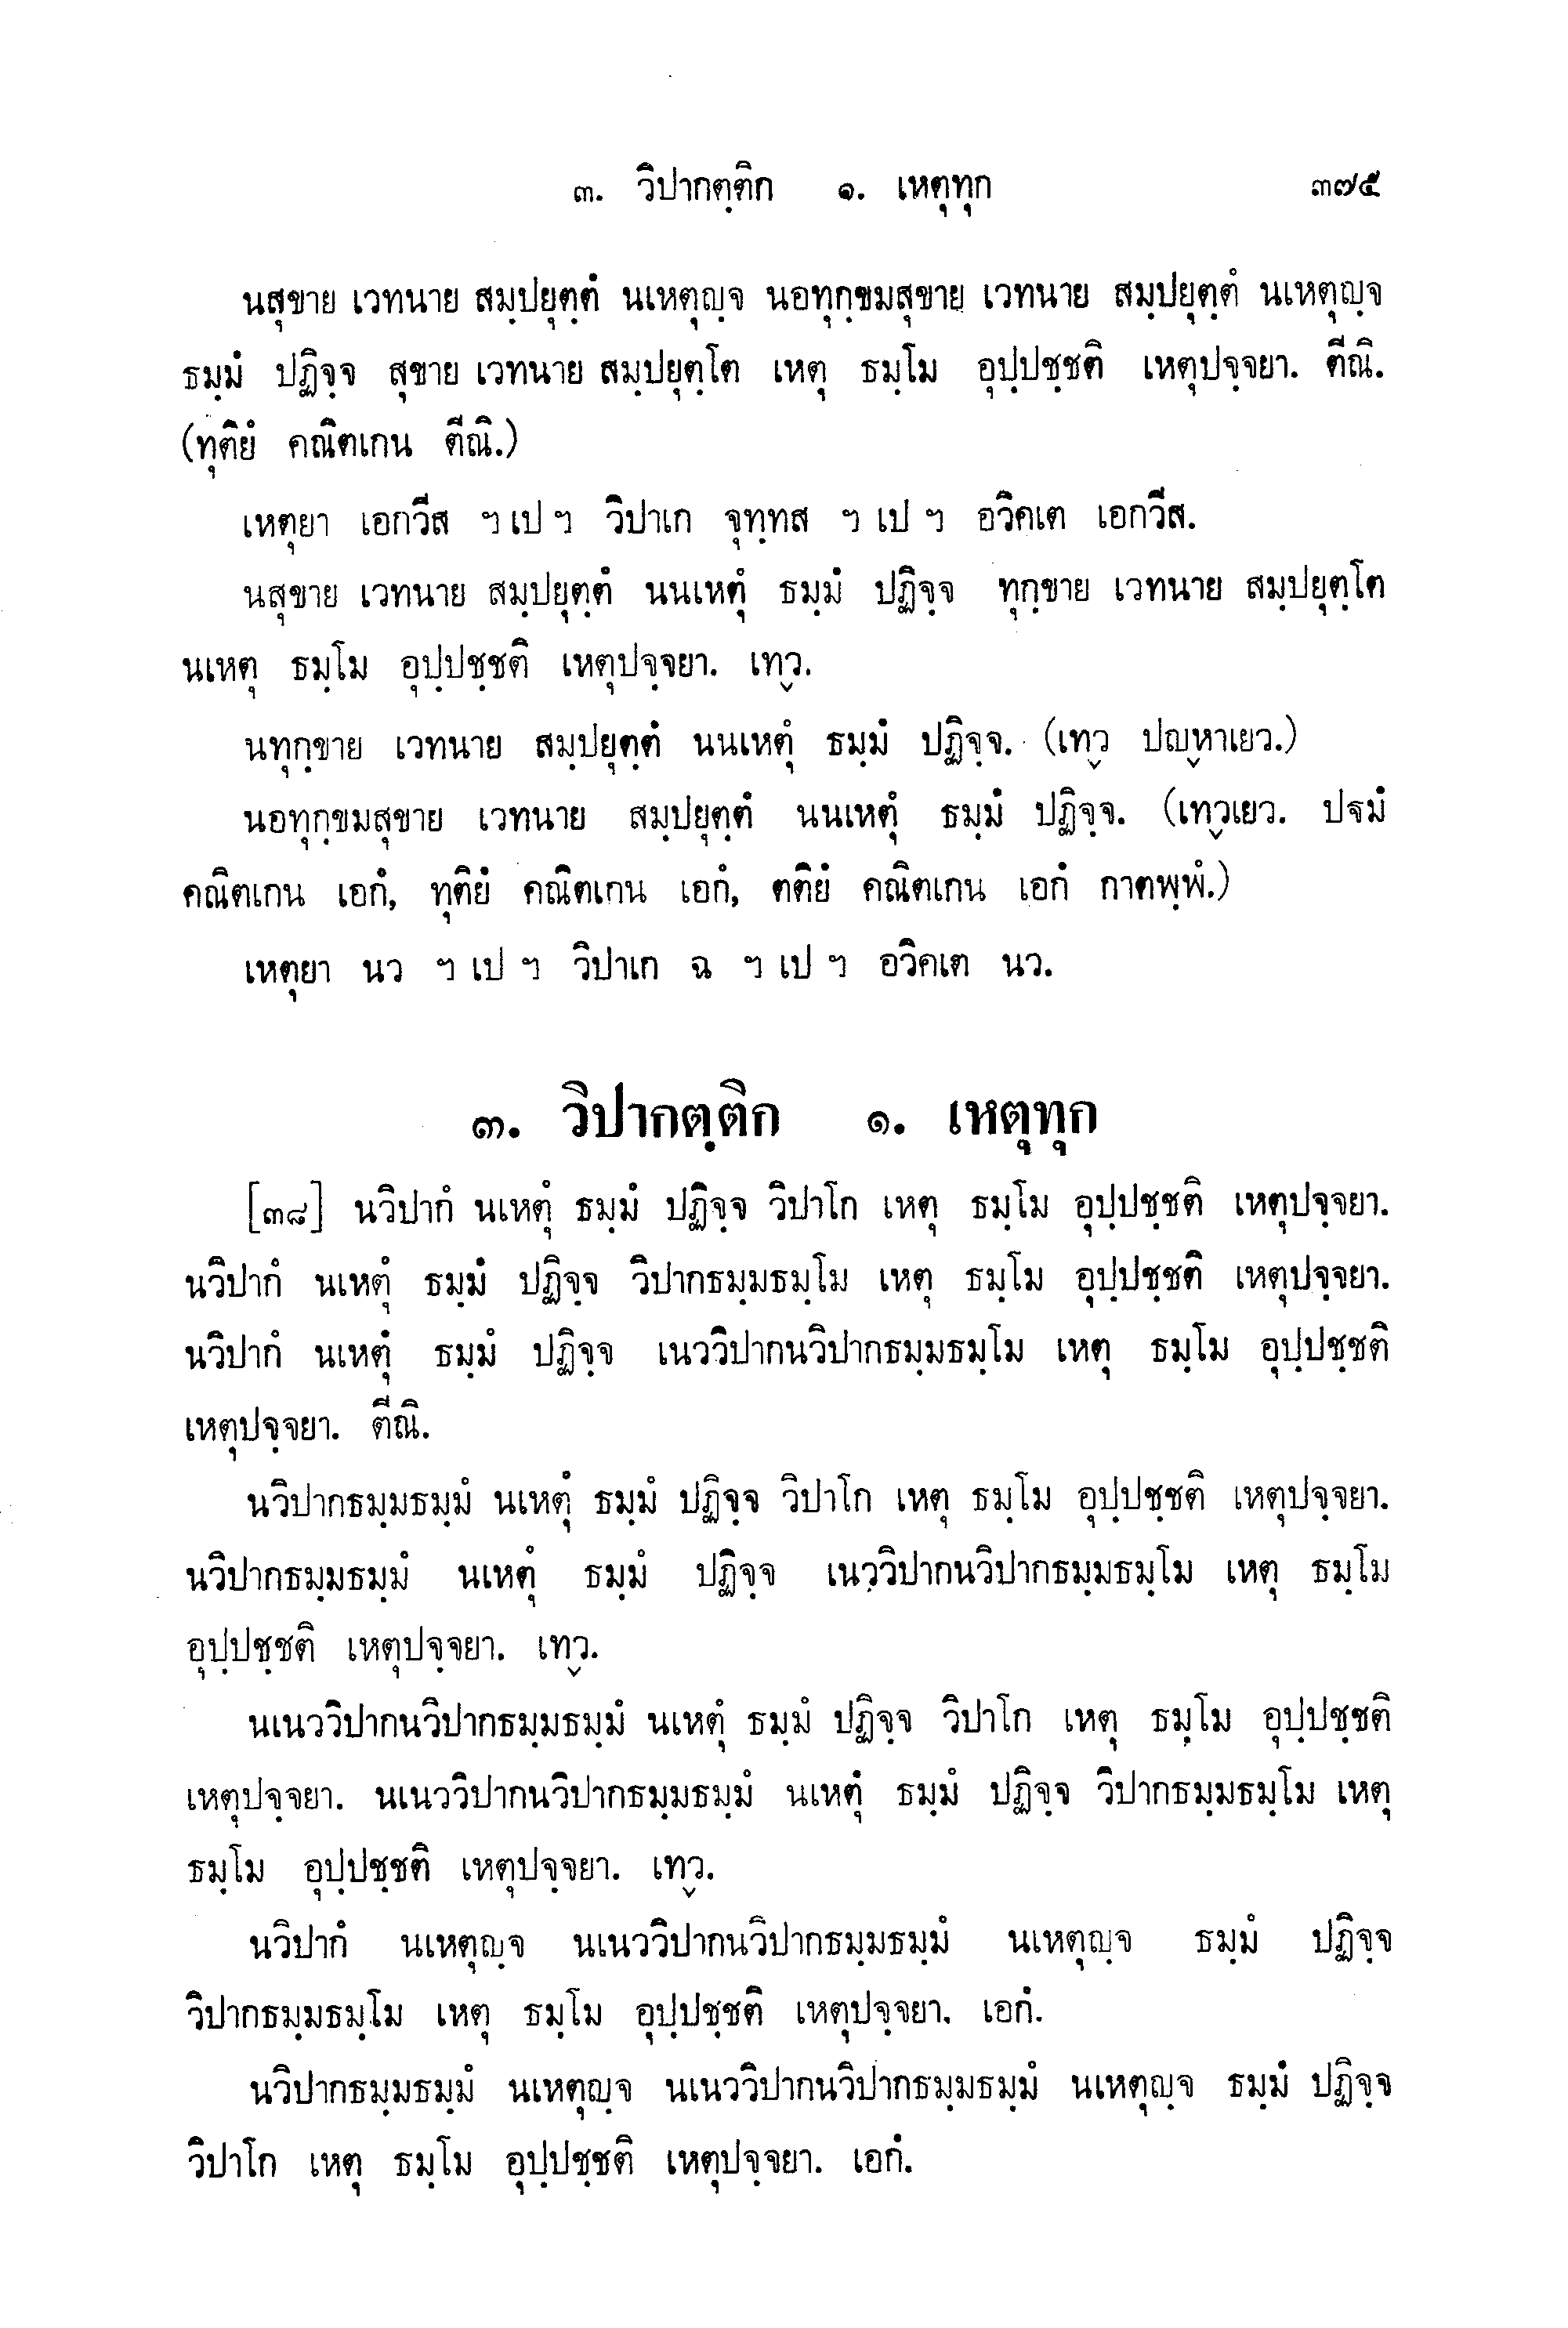 ๓. วิปากตฺติก ๑. เหตุทุก ๓๗๕
นสุขาย เวทนาย สมฺปยุตฺตํ นเหตุญฺจ นอทุกฺขมสุขาย เวทนาย สมฺปยุตฺตํ นเหตุญฺจ
ธมฺมํ ปฏิจฺจ สุขาย เวทนาย สมฺปยุตฺโต เหตุ ธมฺโม อุปฺปชฺชติ เหตุปจฺจยา. ตีณิ.
(ทุติยํ คณิตเกน ตีณิ.)
เหตุยา เอกวีส ฯ เป ฯ วิปาเก จุทฺทส ฯ เป ฯ อวิคเต เอกวีส.
นสุขาย เวทนาย สมฺปยุตฺตํ นนเหตุํ ธมฺมํ ปฏิจฺจ ทุกฺขาย เวทนาย สมฺปยุตฺโต
นเหตุ ธมฺโม อุปฺปชฺชติ เหตุปจฺจยา. เทฺว.
นทุกฺขาย เวทนาย สมฺปยุตฺตํ นนเหตุํ ธมฺมํ ปฏิจฺจ. (เทฺว ปญฺหาเยว.)
นอทุกฺขมสุขาย เวทนาย สมฺปยุตฺตํ นนเหตุํ ธมฺมํ ปฏิจฺจ. (เทฺวเยว. ปฐมํ
คณิตเกน เอกํ, ทุติยํ คณิตเกน เอกํ, ตติยํ คณิตเกน เอกํ กาตพฺพํ.)
เหตุยา นว ฯ เป ฯ วิปาเก ฉ ฯ เป ฯ อวิคเต นว.
๓. วิปากตฺติก ๑. เหตุทุก
[๓๘] นวิปากํ นเหตุํ ธมฺมํ ปฏิจฺจ วิปาโก เหตุ ธมฺโม อุปฺปชฺชติ เหตุปจฺจยา.
นวิปากํ นเหตุํ ธมฺมํ ปฏิจฺจ วิปากธมฺมธมฺโม เหตุ ธมฺโม อุปฺปชฺชติ เหตุปจฺจยา.
นวิปากํ นเหตุํ ธมฺมํ ปฏิจฺจ เนววิปากนวิปากธมฺมธมฺโม เหตุ ธมฺโม อุปฺปชฺชติ
เหตุปจฺจยา. ตีณิ.
นวิปากธมฺมธมฺมํ นเหตุํ ธมฺมํ ปฏิจฺจ วิปาโก เหตุ ธมฺโม อุปฺปชฺชติ เหตุปจฺจยา.
นวิปากธมฺมธมฺมํ นเหตุํ ธมฺมํ ปฏิจฺจ เนววิปากนวิปากธมฺมธมฺโม เหตุ ธมฺโม
อุปฺปชฺชติ เหตุปจฺจยา. เทฺว.
นเนววิปากนวิปากธมฺมธมฺมํ นเหตุํ ธมฺมํ ปฏิจฺจ วิปาโก เหตุ ธมฺโม อุปฺปชฺชติ
เหตุปจฺจยา. นเนววิปากนวิปากธมฺมธมฺมํ นเหตุํ ธมฺมํ ปฏิจฺจ วิปากธมฺมธมฺโม เหตุ
ธมฺโม อุปฺปชฺชติ เหตุปจฺจยา. เทฺว.
นวิปากํ นเหตุญฺจ นเนววิปากนวิปากธมฺมธมฺมํ นเหตุญฺจ ธมฺมํ ปฏิจฺจ
วิปากธมฺมธมฺโม เหตุ ธมฺโม อุปฺปชฺชติ เหตุปจฺจยา. เอกํ.
นวิปากธมฺมธมฺมํ นเหตุญฺจ นเนววิปากนวิปากธมฺมธมฺมํ นเหตุญฺจ ธมฺมํ ปฏิจฺจ
วิปาโก เหตุ ธมฺโม อุปฺปชฺชติ เหตุปจฺจยา. เอกํ.